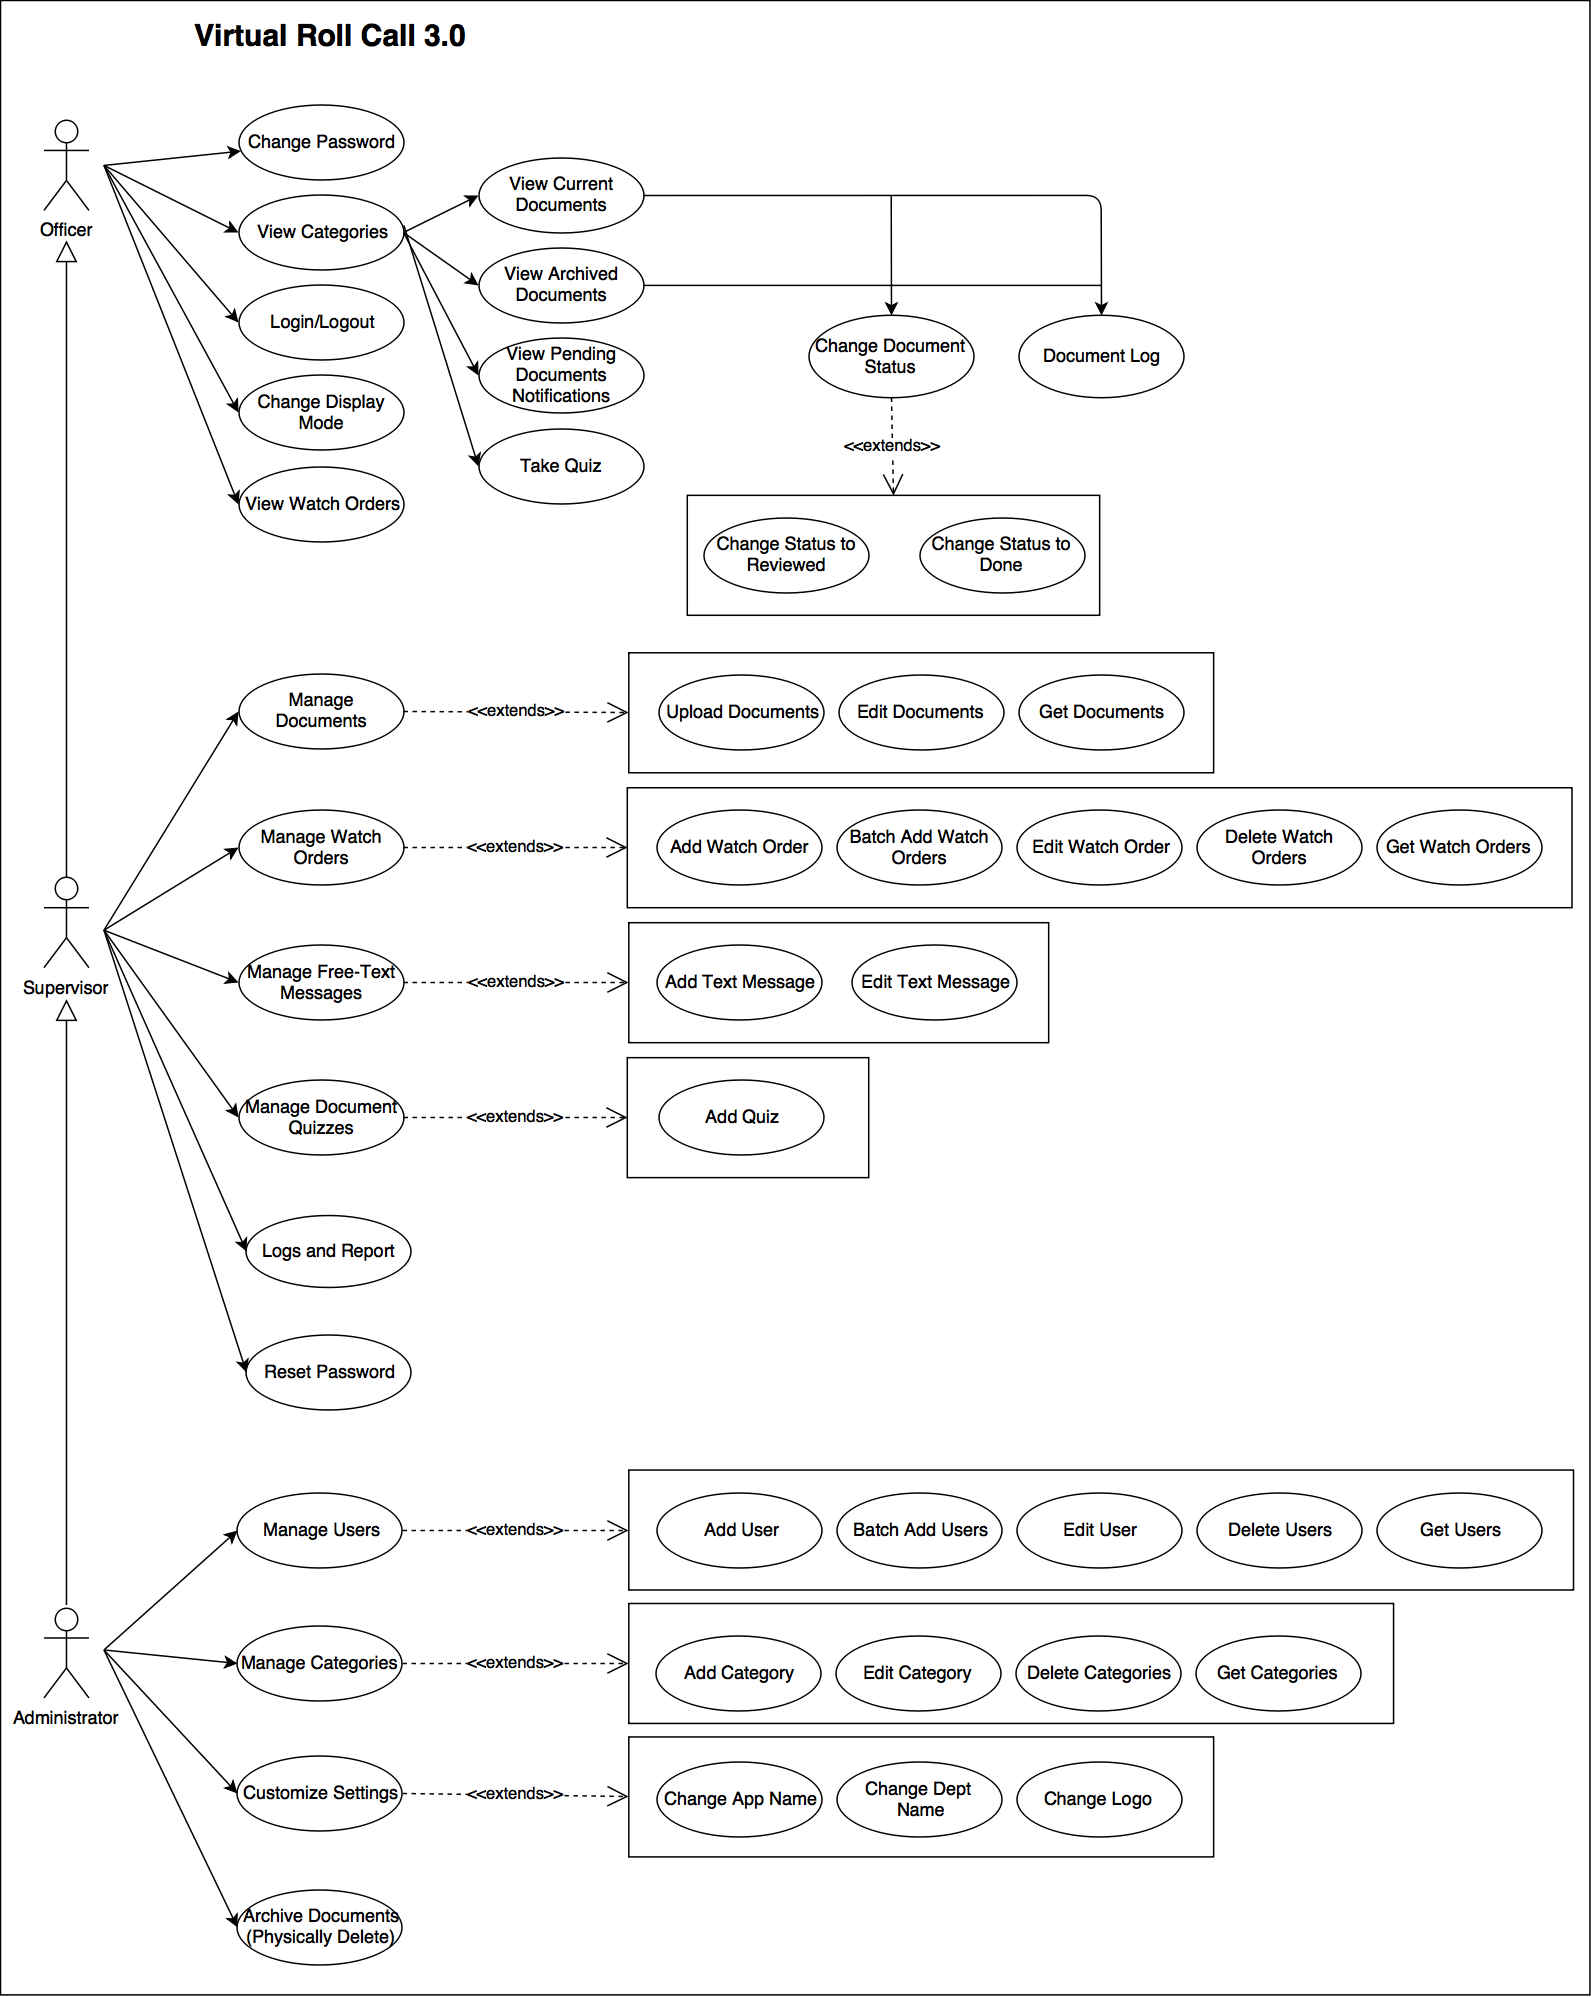 Virtual Roll Call 3.0
Officer
Change Password
View Categories
Login/Logout
Change Display
Mode
View Watch Orders
View Current
Documents
View Archived
Documents
View Pending
Documents
Notifications
Take Quiz
Change Document
Status
Document Log
<<extends>>
Change Status to
Reviewed
Change Status to
Done
Supervisor
Manage
Documents
<<extends>>
Upload Documents
Edit Documents
Get Documents
Manage Watch
Orders
<<extends>>
Add Watch Order
Batch Add Watch
Orders
Edit Watch Order
Delete Watch
Orders
Get Watch Orders
Manage Free-Text
Messages
<<extends>>
Add Text Message
Edit Text Message
Manage Document
Quizzes
<<extends>>
Add Quiz
Logs and Report
Reset Password
Administrator
Manage Users
<<extends>>
Add User
Batch Add Users
Edit User
Delete Users
Get Users
Manage Categories
<<extends>>
Add Category
Edit Category
Delete Categories
Get Categories
Customize Settings
<<extends>>
Change App Name
Change Dept
Name
Change Logo
Archive Documents
(Physically Delete)